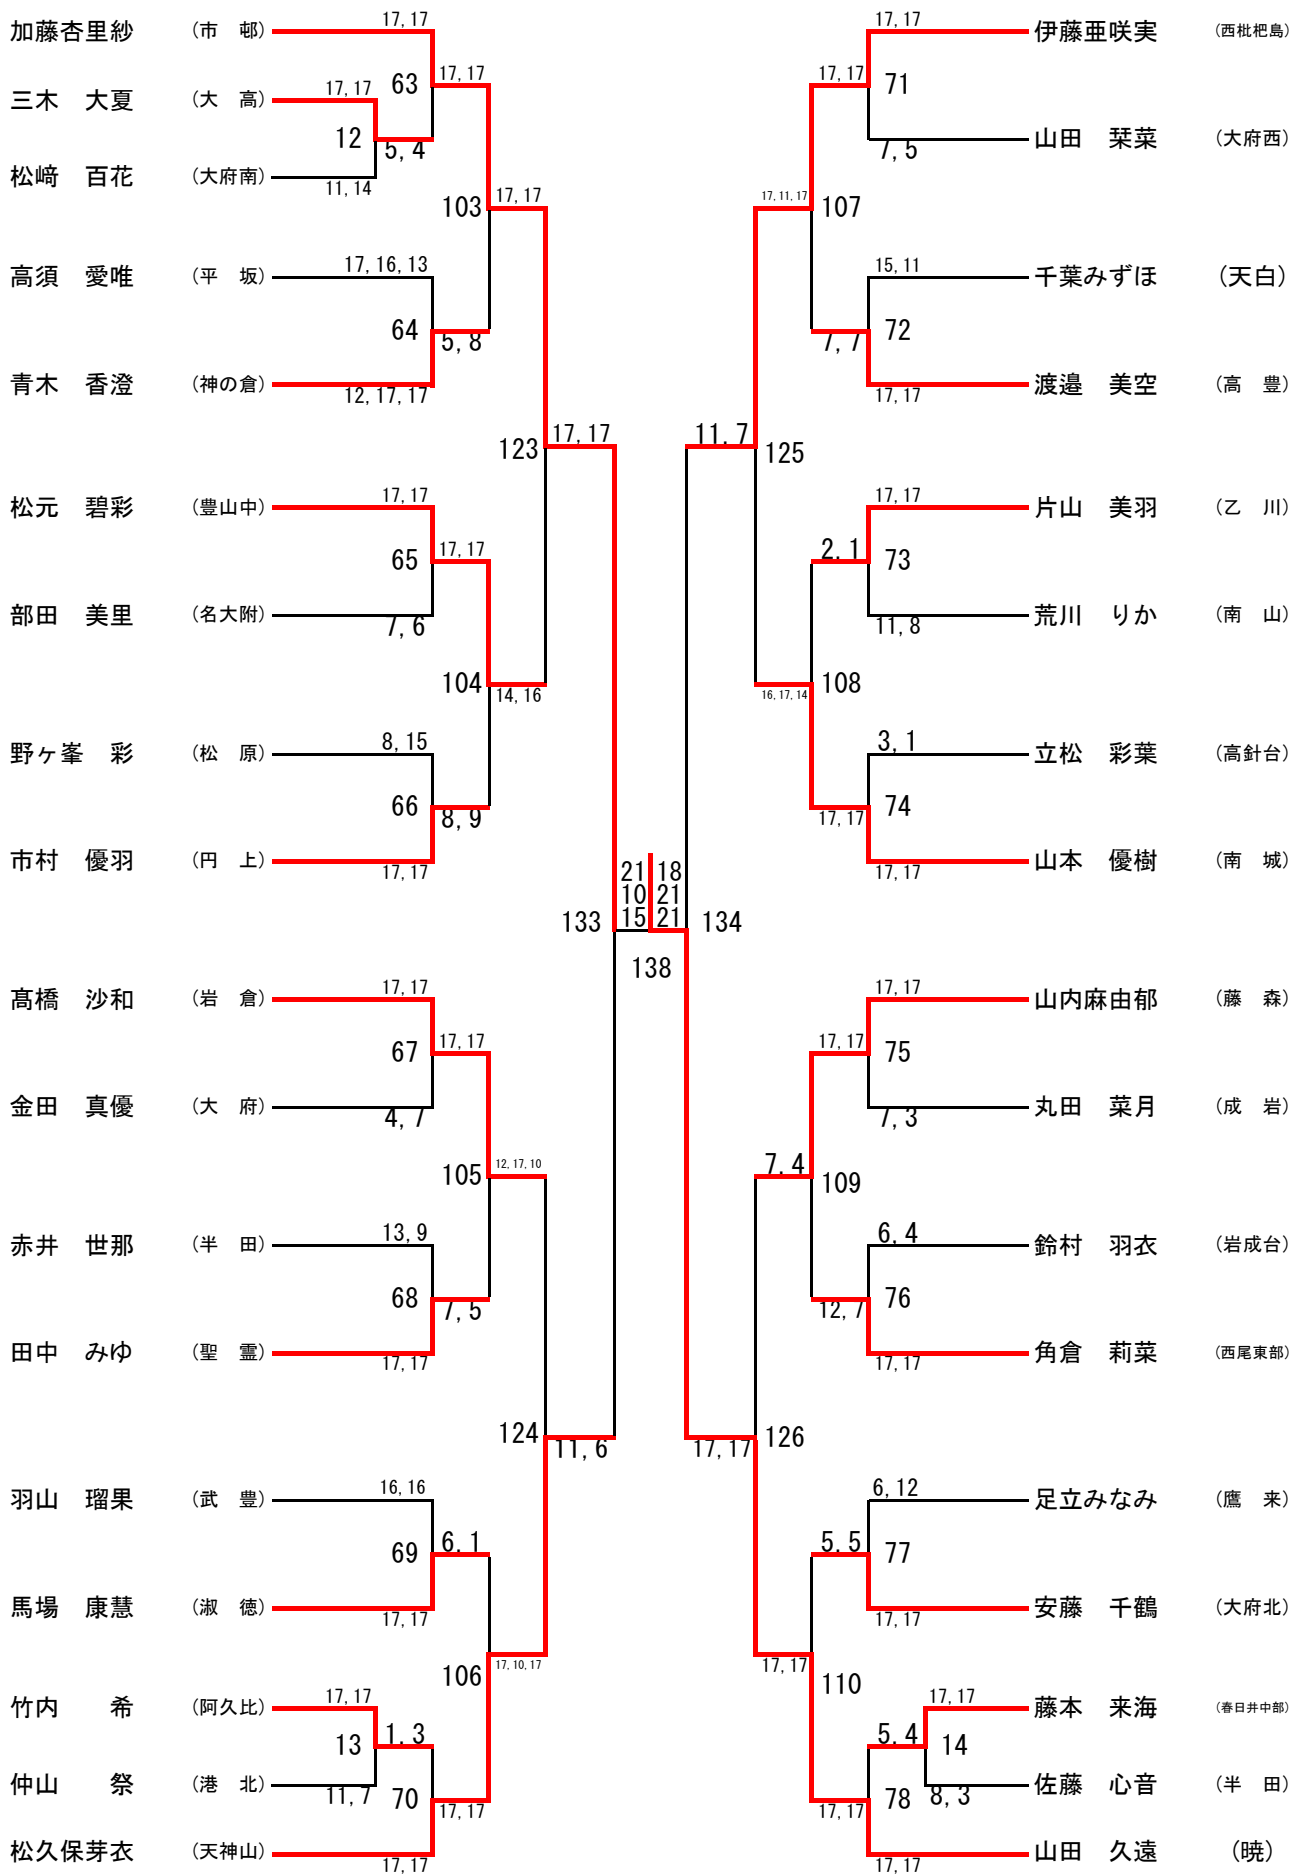 加藤杏里紗 (市　邨) 17,17
63 17,17
三木　大夏 (大　高) 17,17
12 5,4
松﨑　百花 (大府南) 11,14
103 17,17
高須　愛唯 (平　坂) 17,16,13
64 5,8
青木　香澄 (神の倉) 12,17,17
123 17,17
松元　碧彩 (豊山中) 17,17
65 17,17
部田　美里 (名大附) 7,6
104 14,16
野ヶ峯　彩 (松　原) 8,15
66 8,9
市村　優羽 (円　上) 17,17
133
髙橋　沙和 (岩　倉) 17,17
67 17,17
金田　真優 (大　府) 4,7
105 12,17,10
赤井　世那 (半　田) 13,9
68 7,5
田中　みゆ (聖　霊) 17,17
124 11,6
羽山　瑠果 (武　豊) 16,16
69 6,1
馬場　康慧 (淑　徳) 17,17
106 17,10,17
竹内　　希 (阿久比) 17,17
13 1,3
仲山　　祭 (港　北) 11,7
70 17,17
松久保芽衣 (天神山) 17,17
21 18
10 21
15 21
138
17,17 伊藤亜咲実 (西枇杷島)
17,17 71
7,5 山田　栞菜 (大府西)
17,11,17 107
15,11 千葉みずほ (天白)
7,7 72
17,17 渡邉　美空 (高　豊)
11,7 125
17,17 片山　美羽 (乙　川)
2,1 73
11,8 荒川　りか (南　山)
16,17,14 108
3,1 立松　彩葉 (高針台)
17,17 74
17,17 山本　優樹 (南　城)
134
17,17 山内麻由郁 (藤　森)
17,17 75
7,3 丸田　菜月 (成　岩)
7,4 109
6,4 鈴村　羽衣 (岩成台)
12,7 76
17,17 角倉　莉菜 (西尾東部)
17,17 126
6,12 足立みなみ (鷹　来)
5,5 77
17,17 安藤　千鶴 (大府北)
17,17 110
17,17 藤本　来海 (春日井中部)
5,4 14
8,3 佐藤　心音 (半　田)
17,17 78
17,17 山田　久遠 (暁)